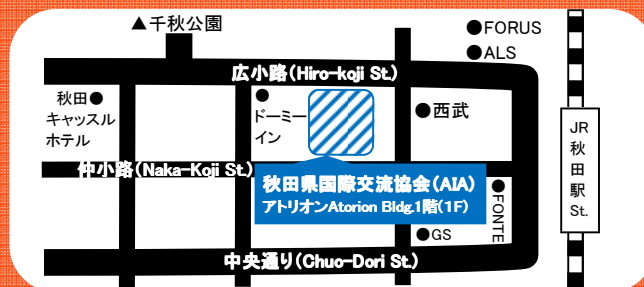 ▲千秋公園
●FORUS
●ALS
広小路(Hiro-koji St.)
秋田●
キャッスル
ホテル
●
ドーミー
イン
●西武
JR
秋
田
駅
St.
仲小路(Naka-Koji St.)
秋田県国際交流協会(AIA)
アトリオンAtorion Bldg.1階(1F)
●FONTE
●GS
中央通り(Chuo-Dori St.)